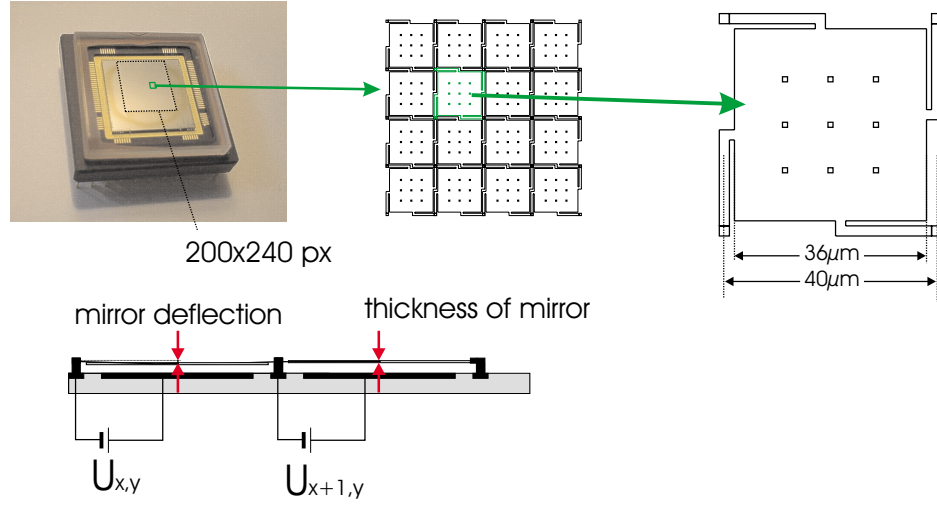 200x240 px
36µm
40µm
mirror deflection
thickness of mirror
Ux,y
Ux+1,y